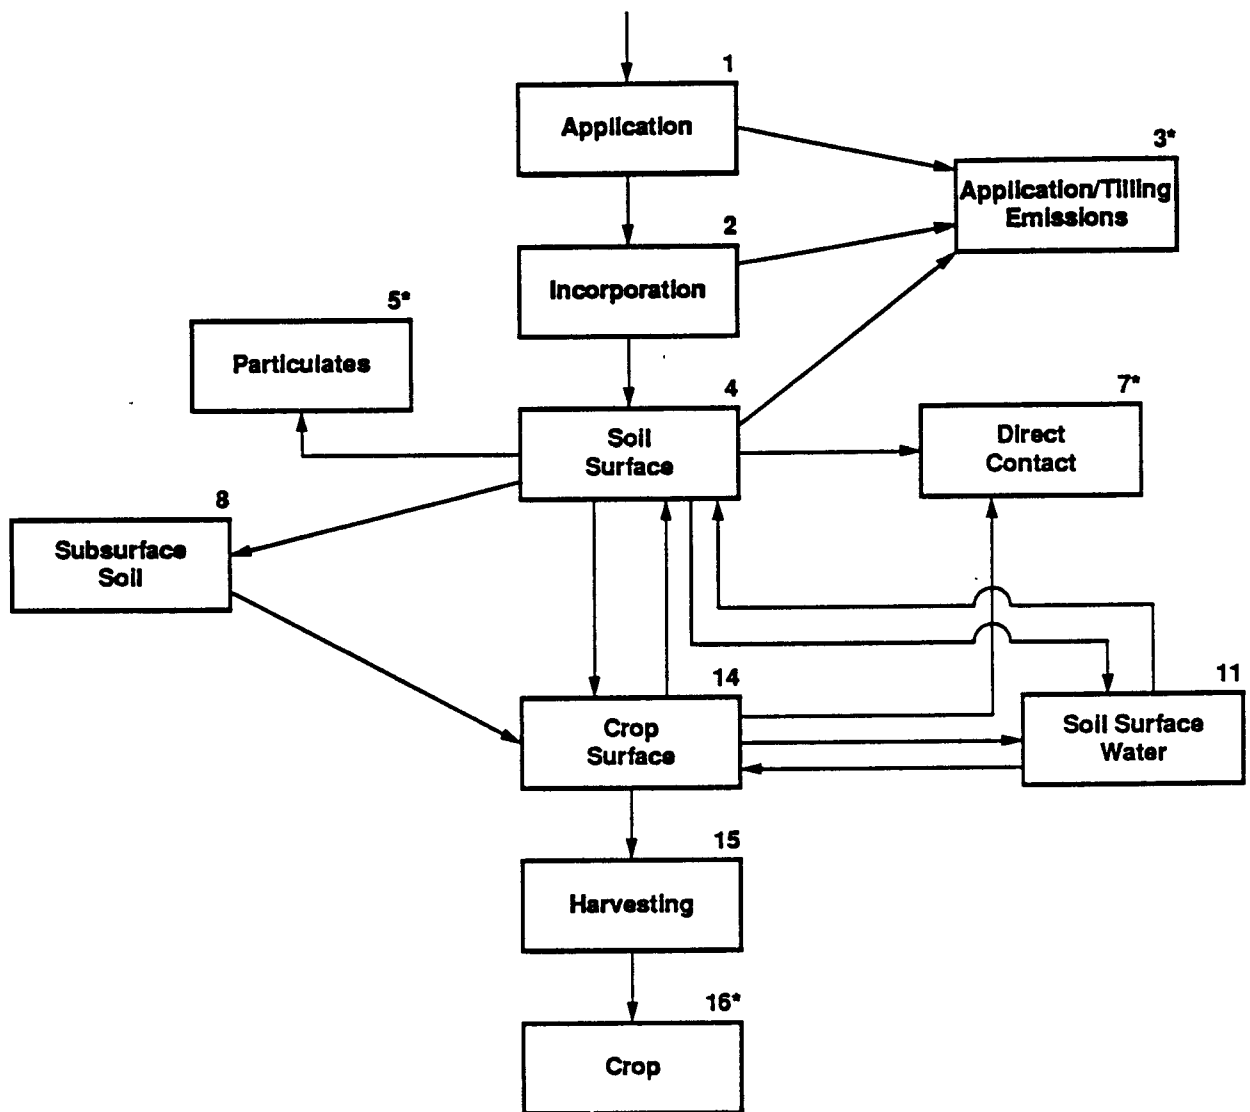 1
Application
3*
Application/Tilling
Emissions
2
Incorporation
5*
Particulates
4
Soil
Surface
7*
Direct
Contact
8
Subsurface
Soil
14
Crop
Surface
11
Soil Surface
Water
15
Harvesting
16*
Crop